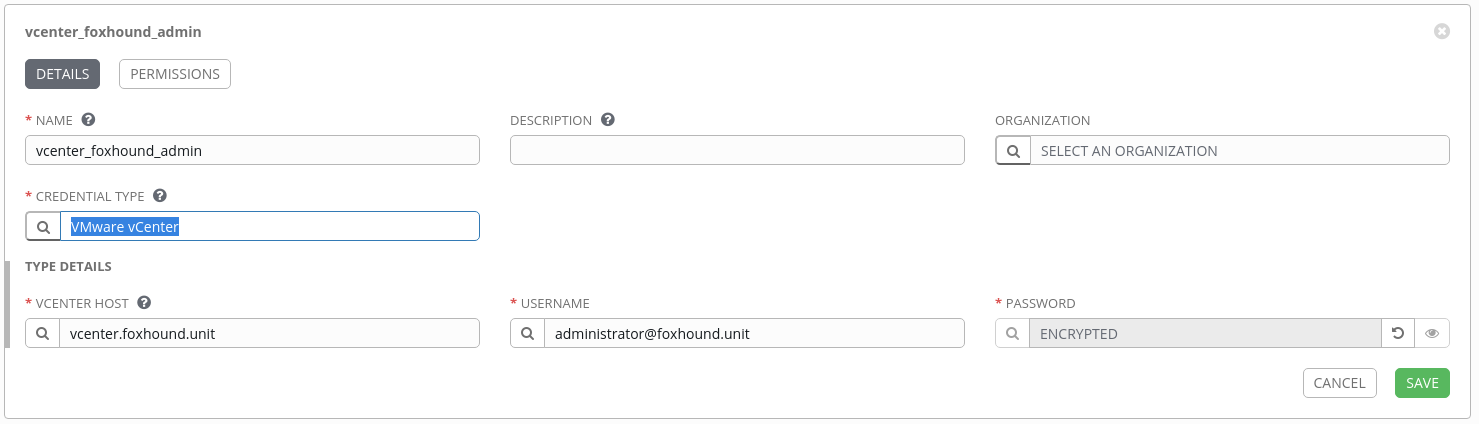 vcenter_foxhound_admin
DETAILS PERMISSIONS
* NAME ? DESCRIPTION ? ORGANIZATION
vcenter_foxhound_admin SELECT AN ORGANIZATION
* CREDENTIAL TYPE ?
VMware vCenter
TYPE DETAILS
* VCENTER HOST ? * USERNAME * PASSWORD
vcenter.foxhound.unit administrator@foxhound.unit ENCRYPTED
CANCEL SAVE